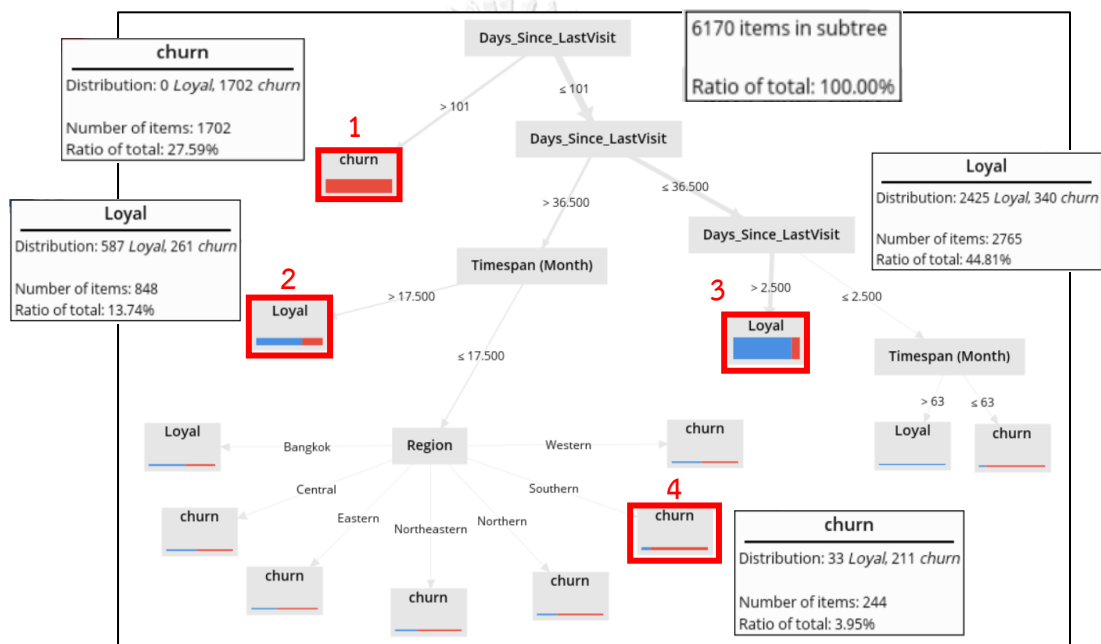 Days_Since_LastVisit
6170 items in subtree
Ratio of total: 100.00%
churn
Distribution: 0 Loyal, 1702 churn
Number of items: 1702
Ratio of total: 27.59%
> 101
≤ 101
1
churn
Days_Since_LastVisit
Loyal
Distribution: 2425 Loyal, 340 churn
Number of items: 2765
Ratio of total: 44.81%
> 36.500
≤ 36.500
Loyal
Distribution: 587 Loyal, 261 churn
Number of items: 848
Ratio of total: 13.74%
Days_Since_LastVisit
Timespan (Month)
2
> 17.500
Loyal
3
> 2.500
≤ 2.500
Loyal
≤ 17.500
Timespan (Month)
> 63
≤ 63
Loyal
churn
Loyal
Bangkok
Region
Western
churn
Central
Southern
4
churn
churn
Eastern
Northeastern
Northern
churn
churn
churn
churn
Distribution: 33 Loyal, 211 churn
Number of items: 244
Ratio of total: 3.95%